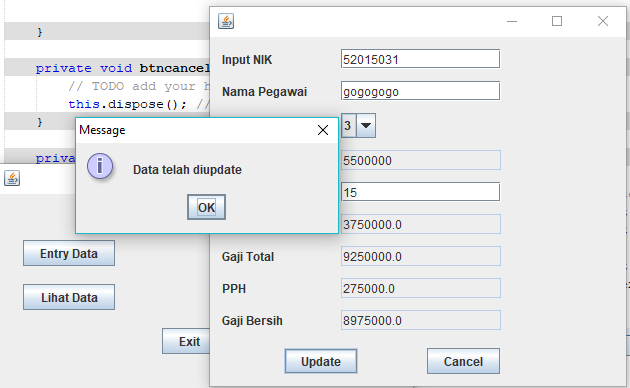 }
private void btncancel
// TODO add your h
this.dispose(); //
}
priva
Message
Data telah diupdate
OK
Entry Data
Lihat Data
Exit
Input NIK 52015031
Nama Pegawai gogogogo
3
5500000
15
3750000.0
Gaji Total 9250000.0
PPH 275000.0
Gaji Bersih 8975000.0
Update Cancel